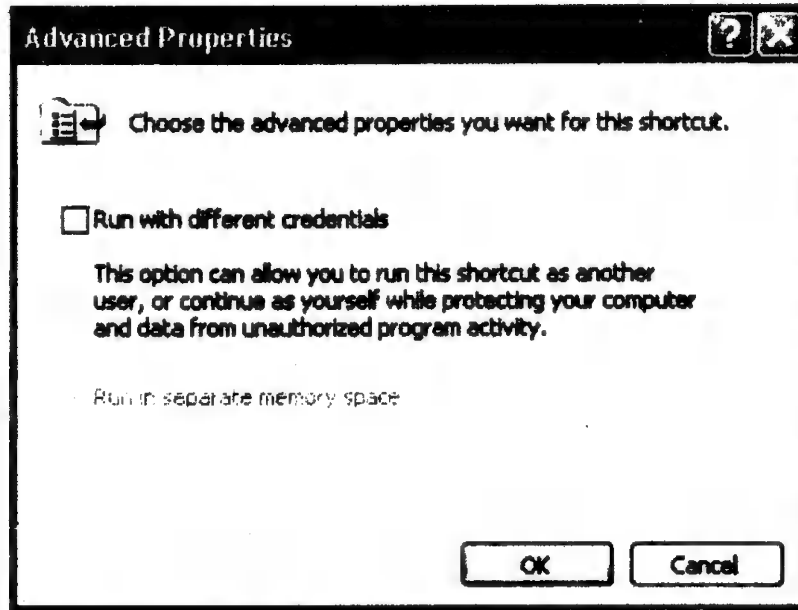 Advanced Properties
Choose the advanced properties you want for this shortcut.
Run with different credentials
This option can allow you to run this shortcut as another
user, or continue as yourself while protecting your computer
and data from unauthorized program activity.
Run in separate memory space
OK
Cancel